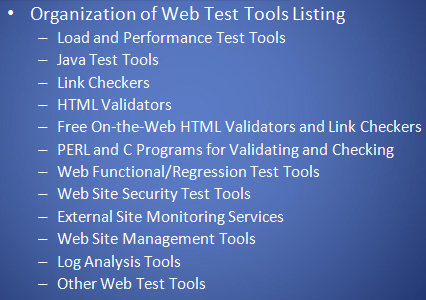 • Organization of Web Test Tools Listing
– Load and Performance Test Tools
– Java Test Tools
– Link Checkers
– HTML Validators
– Free On-the-Web HTML Validators and Link Checkers
– PERL and C Programs for Validating and Checking
– Web Functional/Regression Test Tools
– Web Site Security Test Tools
– External Site Monitoring Services
– Web Site Management Tools
– Log Analysis Tools
– Other Web Test Tools